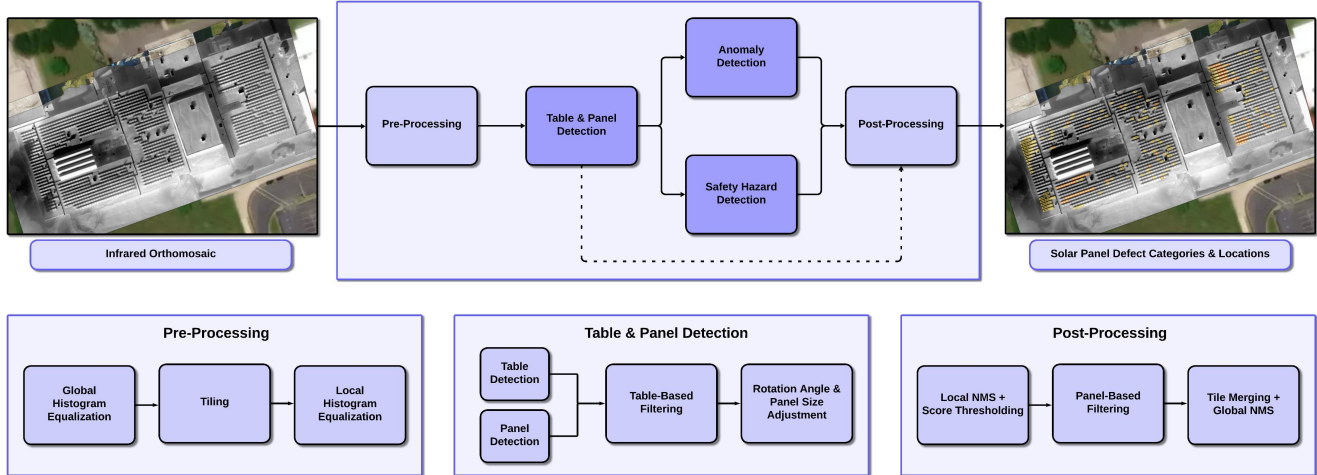 Anomaly
Detection
Pre-Processing
Table & Panel
Detection
Post-Processing
Safety Hazard
Detection
Infrared Orthomosaic
Solar Panel Defect Categories & Locations
Pre-Processing
Global
Histogram
Equalization
Tiling
Local
Histogram
Equalization
Table & Panel Detection
Table
Detection
Panel
Detection
Table-Based
Filtering
Rotation Angle &
Panel Size
Adjustment
Post-Processing
Local NMS +
Score Thresholding
Panel-Based
Filtering
Tile Merging +
Global NMS